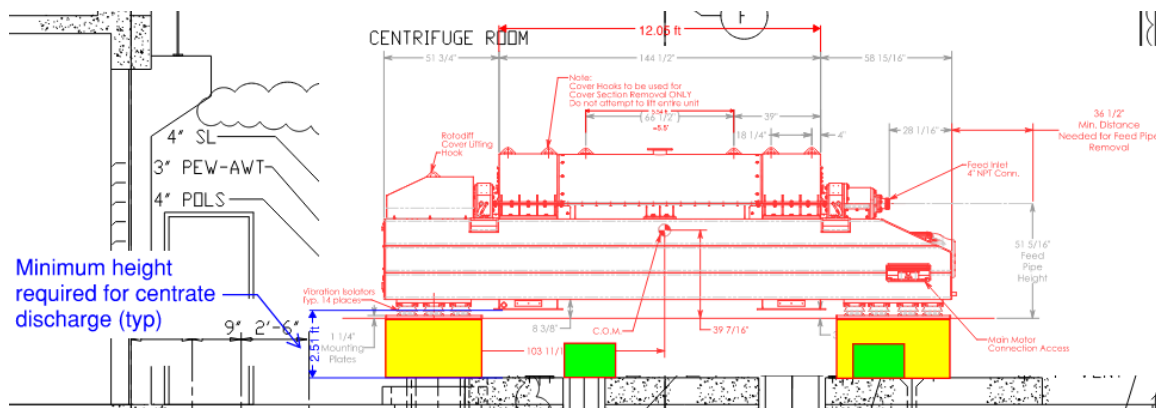 CENTRIFUGE ROOM
F
12.05 ft
51 3/4"
144 1/2"
58 15/16"
Note:
Cover Hooks to be used for
Cover Section Removal ONLY
Do not attempt to lift entire unit
(66 1/2")
=5.5"
39"
18 1/4"
4"
28 1/16"
36 1/2"
Min. Distance
Needed for Feed Pipe
Removal
4" SL
3" PEW-AWT
4" POLS
Rotodiff
Cover Lifting
Hook
Feed Inlet
4" NPT Conn.
51 5/16"
Feed
Pipe
Height
Minimum height
required for centrate
discharge (typ)
Vibration Isolators
Typ. 14 places
9"
2'-6"
2.51 ft
1 1/4"
Mounting
Plates
8 3/8"
C.O.M.
39 7/16"
103 11/1
Main Motor
Connection Access
VENT